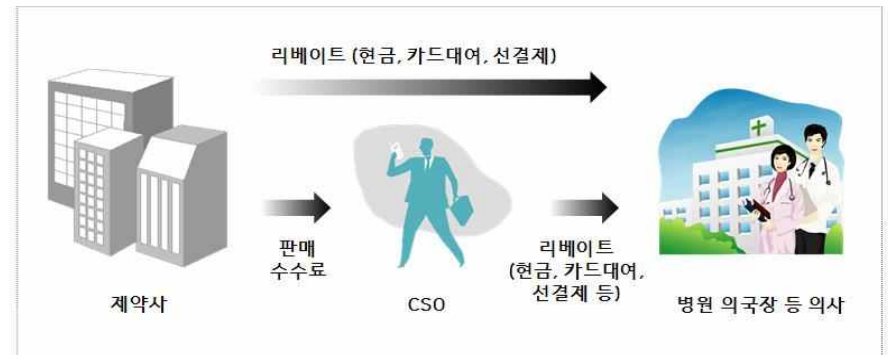 리베이트 (현금, 카드대여, 선결제)
판매
수수료
리베이트
(현금, 카드대여,
선결제 등)
제약사
CSO
병원 의국장 등 의사